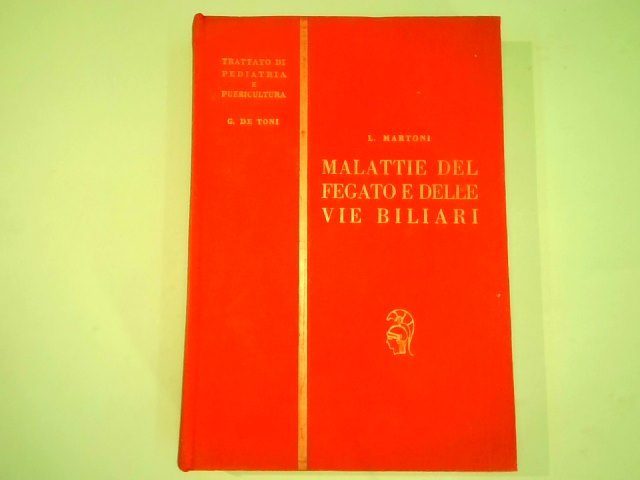 TRATTATO DI
PEDIATRIA
E
PUERICULTURA
G. DE TONI
L. MARTONI
MALATTIE DEL
FEGATO E DELLE
VIE BILIARI